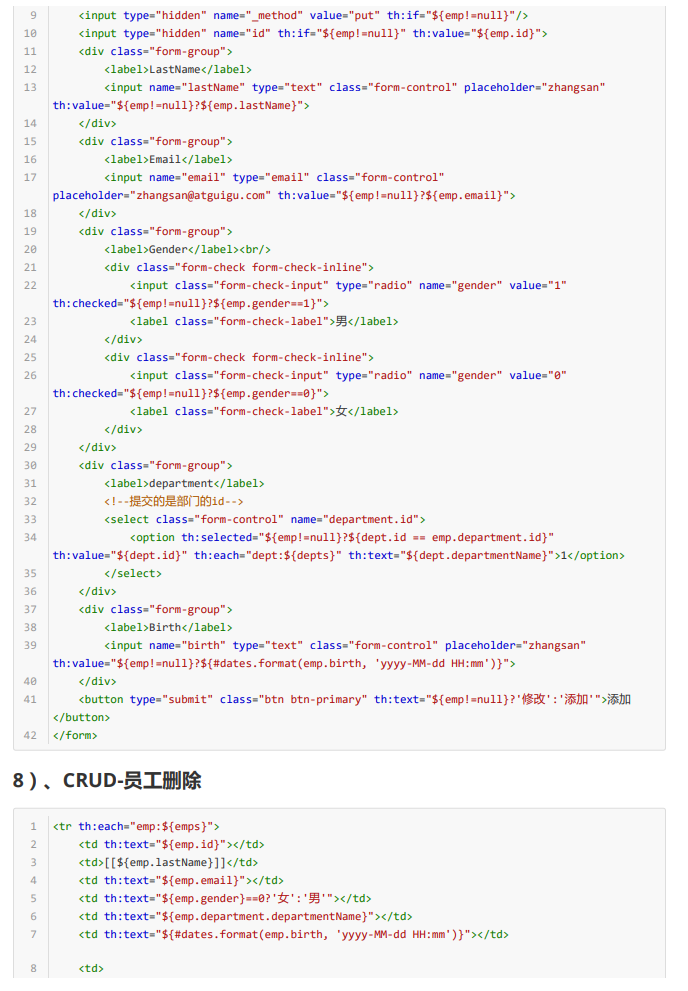 9 <input type="hidden" name="_method" value="put" th:if="${emp!=null}"/>
10 <input type="hidden" name="id" th:if="${emp!=null}" th:value="${emp.id}">
11 <div class="form-group">
12 <label>LastName</label>
13 <input name="lastName" type="text" class="form-control" placeholder="zhangsan"
th:value="${emp!=null}?${emp.lastName}">
14 </div>
15 <div class="form-group">
16 <label>Email</label>
17 <input name="email" type="email" class="form-control"
placeholder="zhangsan@atguigu.com" th:value="${emp!=null}?${emp.email}">
18 </div>
19 <div class="form-group">
20 <label>Gender</label><br/>
21 <div class="form-check form-check-inline">
22 <input class="form-check-input" type="radio" name="gender" value="1"
th:checked="${emp!=null}?${emp.gender==1}">
23 <label class="form-check-label">男</label>
24 </div>
25 <div class="form-check form-check-inline">
26 <input class="form-check-input" type="radio" name="gender" value="0"
th:checked="${emp!=null}?${emp.gender==0}">
27 <label class="form-check-label">女</label>
28 </div>
29 </div>
30 <div class="form-group">
31 <label>department</label>
32 <!--提交的是部门的id-->
33 <select class="form-control" name="department.id">
34 <option th:selected="${emp!=null}?${dept.id == emp.department.id}"
th:value="${dept.id}" th:each="dept:${depts}" th:text="${dept.departmentName}">1</option>
35 </select>
36 </div>
37 <div class="form-group">
38 <label>Birth</label>
39 <input name="birth" type="text" class="form-control" placeholder="zhangsan"
th:value="${emp!=null}?${#dates.format(emp.birth, 'yyyy-MM-dd HH:mm')}">
40 </div>
41 <button type="submit" class="btn btn-primary" th:text="${emp!=null}?'修改':'添加'">添加
</button>
42 </form>
8）、CRUD-员工删除
1 <tr th:each="emp:${emps}">
2 <td th:text="${emp.id}"></td>
3 <td>[[${emp.lastName}]]</td>
4 <td th:text="${emp.email}"></td>
5 <td th:text="${emp.gender}==0?'女':'男'"></td>
6 <td th:text="${emp.department.departmentName}"></td>
7 <td th:text="${#dates.format(emp.birth, 'yyyy-MM-dd HH:mm')}"></td>
8 <td>